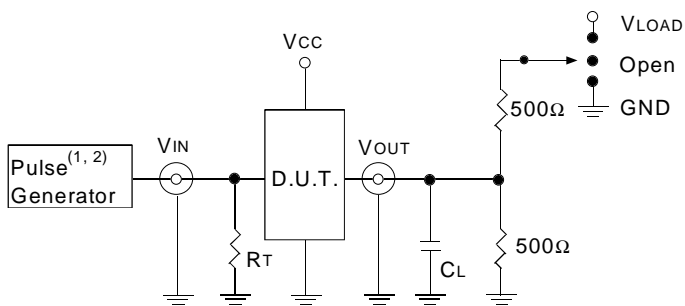 VLOAD
VCC
Open
500Ω
GND
VIN
VOUT
Pulse(1, 2)
Generator
D.U.T.
RT
500Ω
CL